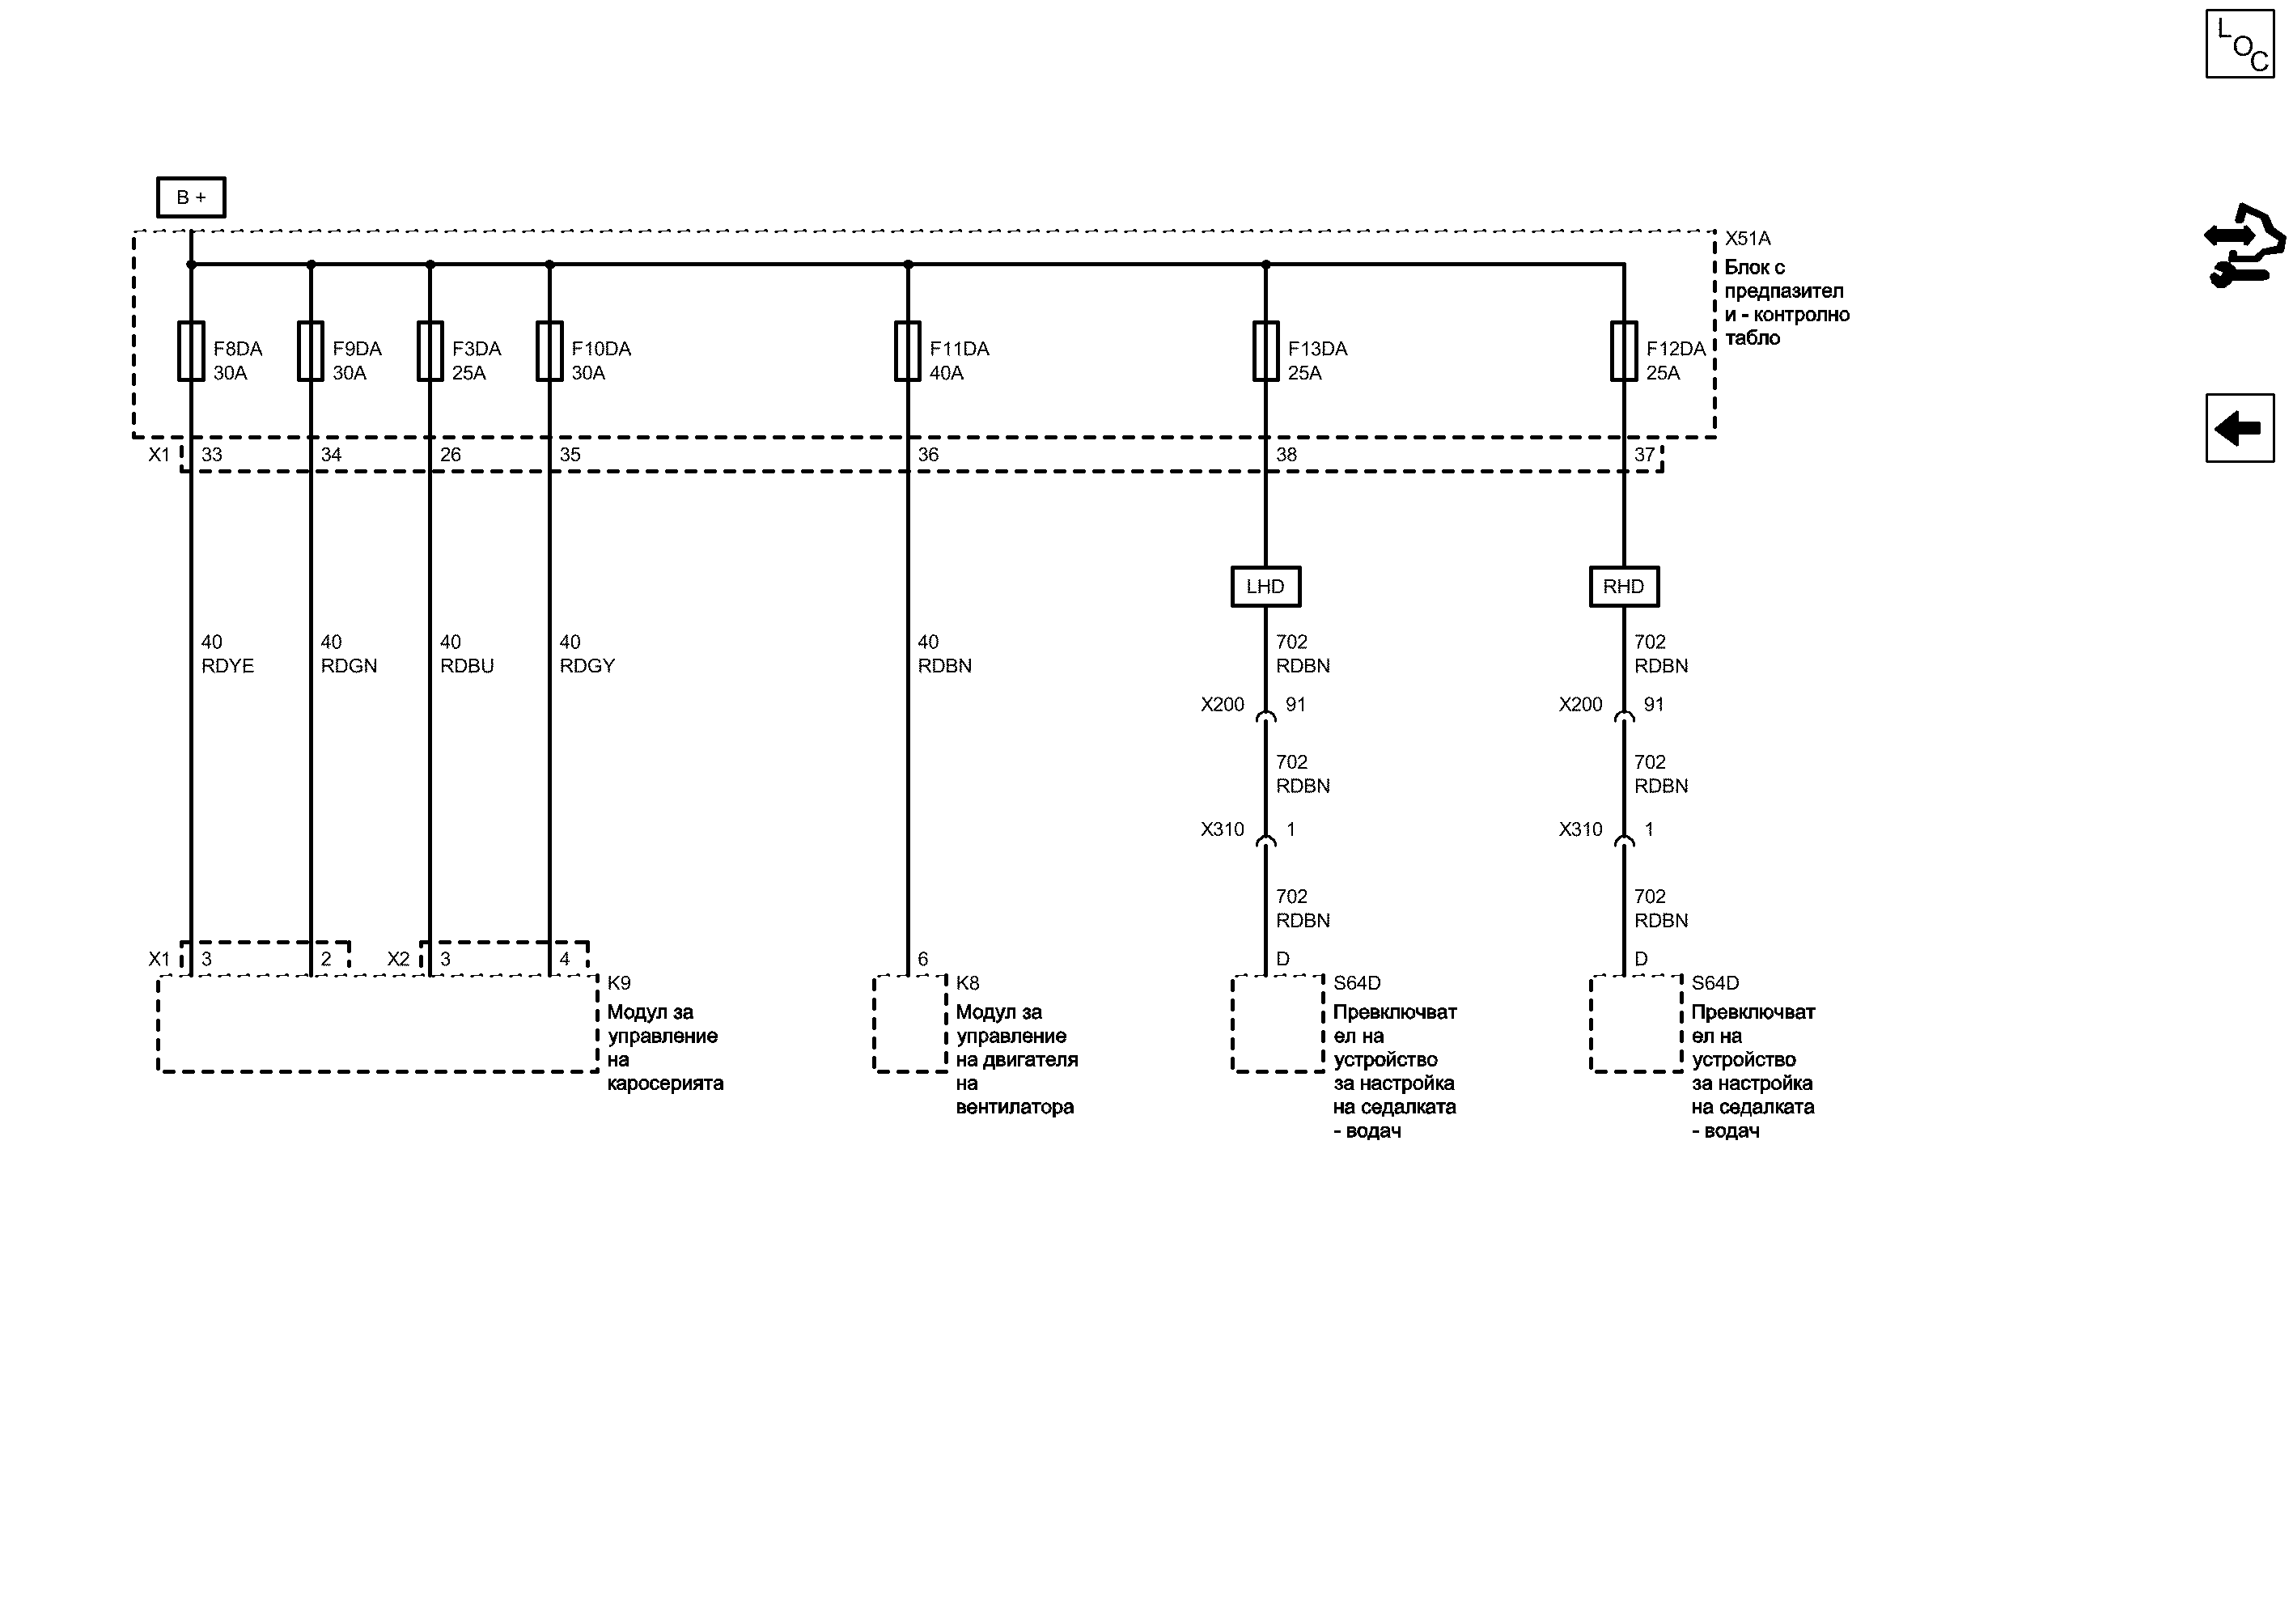 LOC
B +
X51A
Блок с
предпазител
и - контролно
табло
F8DA
30A
F9DA
30A
F3DA
25A
F10DA
30A
F11DA
40A
F13DA
25A
F12DA
25A
X1 33 34 26 35 36 38 37
LHD RHD
40
RDYE
40
RDGN
40
RDBU
40
RDGY
40
RDBN
702
RDBN
702
RDBN
X200 91 X200 91
702
RDBN
702
RDBN
X310 1 X310 1
702
RDBN
702
RDBN
X1 3 2 X2 3 4 6 D D
K9
Модул за
управление
на
каросерията
K8
Модул за
управление
на двигателя
на
вентилатора
S64D
Превключват
ел на
устройство
за настройка
на седалката
- водач
S64D
Превключват
ел на
устройство
за настройка
на седалката
- водач